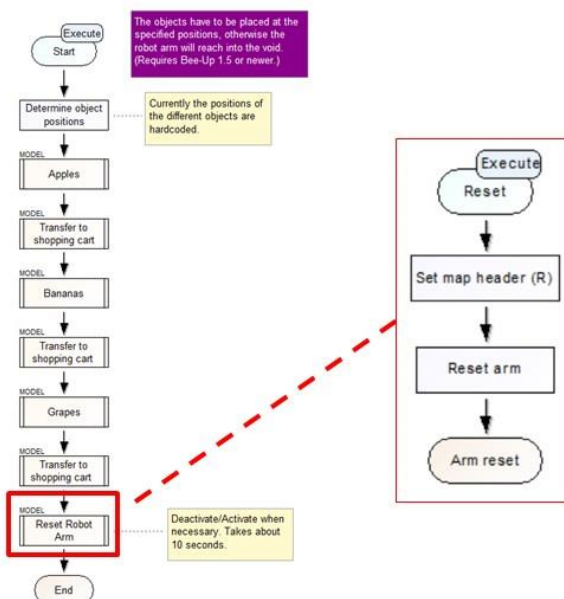 Execute
Start
The objects have to be placed at the
specified positions, otherwise the
robot arm will reach into the void.
(Requires Bee-Up 1.5 or newer.)
Determine object
positions
Currently the positions of
the different objects are
hardcoded.
MODEL
Apples
MODEL
Transfer to
shopping cart
MODEL
Bananas
MODEL
Transfer to
shopping cart
MODEL
Grapes
MODEL
Transfer to
shopping cart
MODEL
Reset Robot
Arm
Deactivate/Activate when
necessary. Takes about
10 seconds.
End
Execute
Reset
Set map header (R)
Reset arm
Arm reset